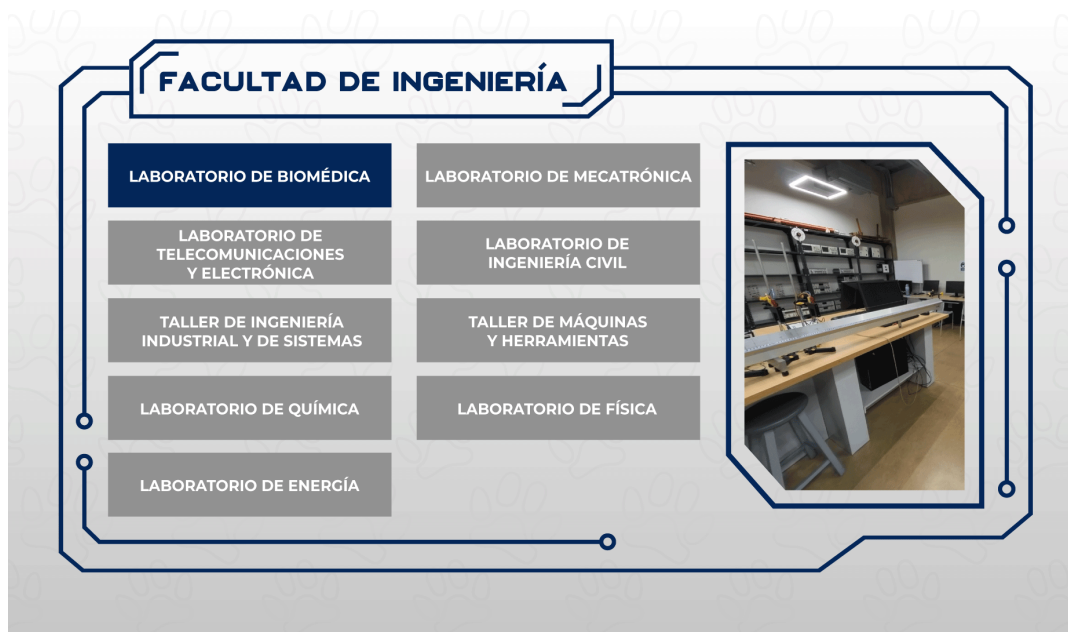 FACULTAD DE INGENIERÍA
LABORATORIO DE BIOMÉDICA
LABORATORIO DE MECATRÓNICA
LABORATORIO DE
TELECOMUNICACIONES
Y ELECTRÓNICA
LABORATORIO DE
INGENIERÍA CIVIL
TALLER DE INGENIERÍA
INDUSTRIAL Y DE SISTEMAS
TALLER DE MÁQUINAS
Y HERRAMIENTAS
LABORATORIO DE QUÍMICA
LABORATORIO DE FÍSICA
LABORATORIO DE ENERGÍA